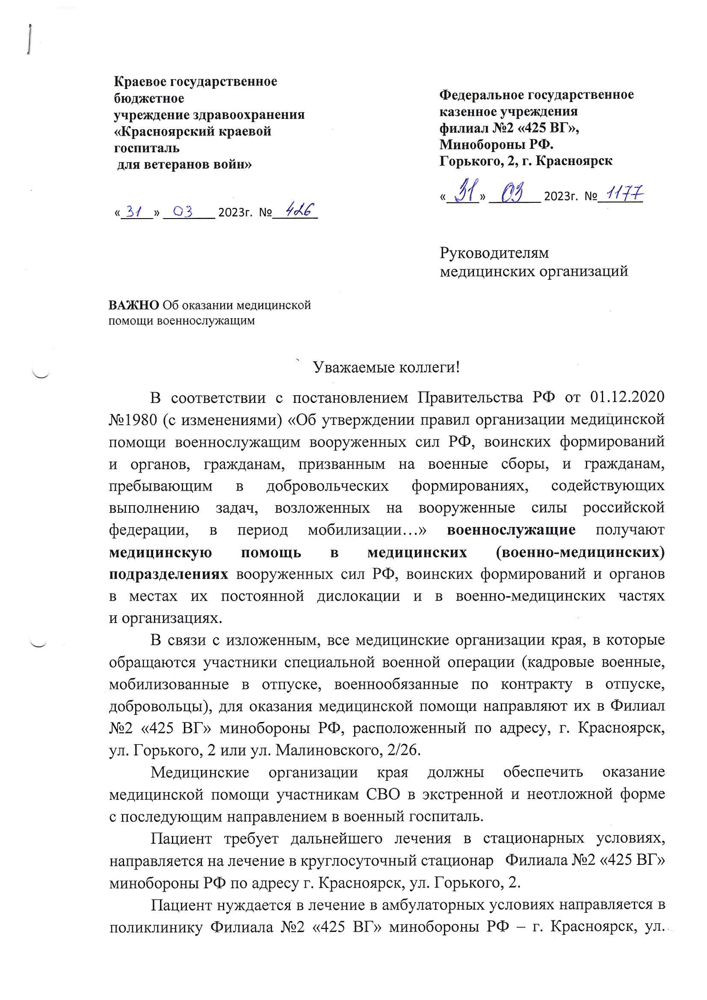 Краевое государственное
бюджетное
учреждение здравоохранения
«Красноярский краевой
госпиталь
для ветеранов войн»
«31» 03 2023г. №426
Федеральное государственное
казенное учреждения
филиал №2 «425 ВГ»,
Минобороны РФ.
Горького, 2, г. Красноярск
«31» 03 2023г. №1177
Руководителям
медицинских организаций
ВАЖНО Об оказании медицинской
помощи военнослужащим
Уважаемые коллеги!
В соответствии с постановлением Правительства РФ от 01.12.2020
№1980 (с изменениями) «Об утверждении правил организации медицинской
помощи военнослужащим вооруженных сил РФ, воинских формирований
и органов, гражданам, призванным на военные сборы, и гражданам,
пребывающим в добровольческих формированиях, содействующих
выполнению задач, возложенных на вооруженные силы российской
федерации, в период мобилизации…» военнослужащие получают
медицинскую помощь в медицинских (военно-медицинских)
подразделениях вооруженных сил РФ, воинских формирований и органов
в местах их постоянной дислокации и в военно-медицинских частях
и организациях.
В связи с изложенным, все медицинские организации края, в которые
обращаются участники специальной военной операции (кадровые военные,
мобилизованные в отпуске, военнообязанные по контракту в отпуске,
добровольцы), для оказания медицинской помощи направляют их в Филиал
№2 «425 ВГ» минобороны РФ, расположенный по адресу, г. Красноярск,
ул. Горького, 2 или ул. Малиновского, 2/26.
Медицинские организации края должны обеспечить оказание
медицинской помощи участникам СВО в экстренной и неотложной форме
с последующим направлением в военный госпиталь.
Пациент требует дальнейшего лечения в стационарных условиях,
направляется на лечение в круглосуточный стационар Филиала №2 «425 ВГ»
минобороны РФ по адресу г. Красноярск, ул. Горького, 2.
Пациент нуждается в лечение в амбулаторных условиях направляется в
поликлинику Филиала №2 «425 ВГ» минобороны РФ – г. Красноярск, ул.